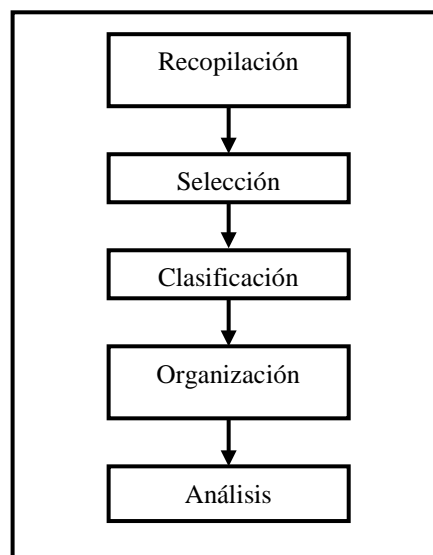 Recopilación
Selección
Clasificación
Organización
Análisis